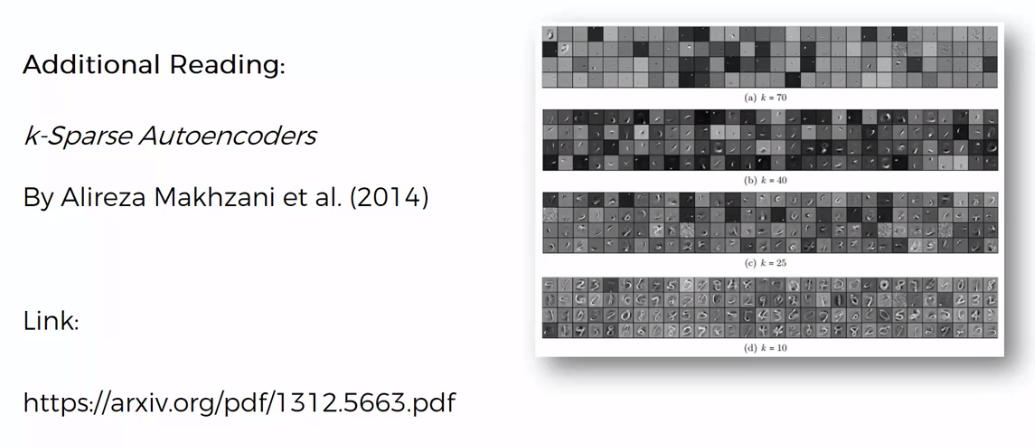 Additional Reading:
k-Sparse Autoencoders
By Alireza Makhzani et al. (2014)
Link:
https://arxiv.org/pdf/1312.5663.pdf
(a) k = 70
(b) k = 40
(c) k = 25
(d) k = 10